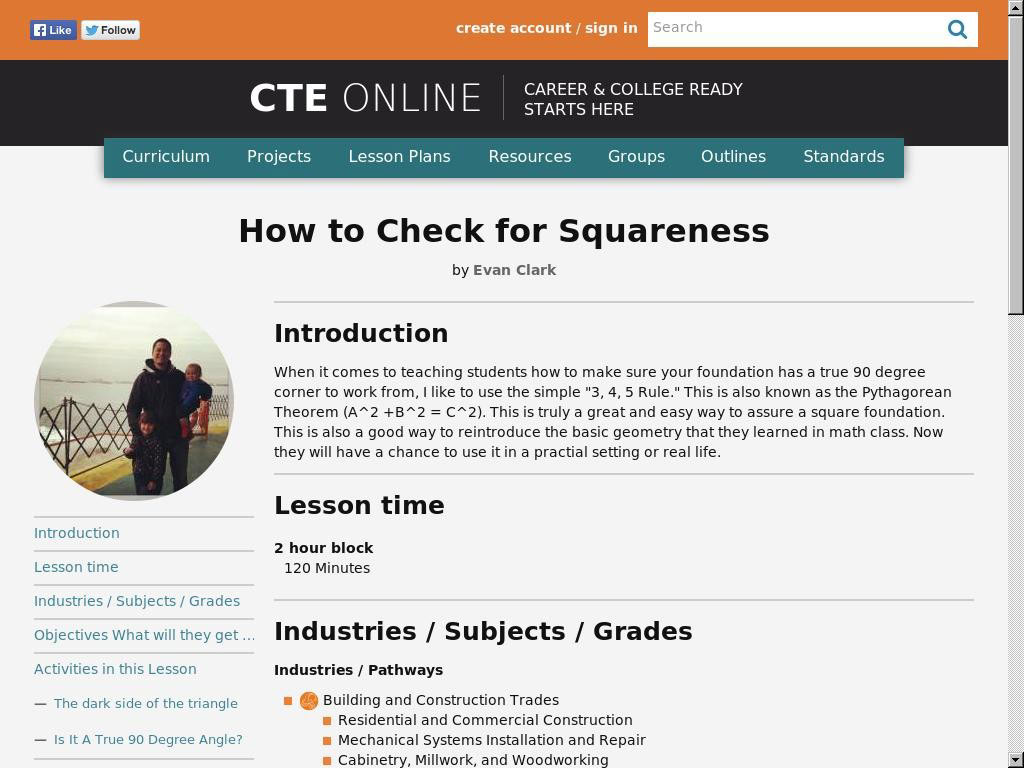 Like
Follow
create account / sign in
Search
CTE ONLINE
CAREER & COLLEGE READY
STARTS HERE
Curriculum
Projects
Lesson Plans
Resources
Groups
Outlines
Standards
How to Check for Squareness
by Evan Clark
Introduction
Lesson time
Industries / Subjects / Grades
Objectives What will they get ...
Activities in this Lesson
— The dark side of the triangle
— Is It A True 90 Degree Angle?
Introduction
When it comes to teaching students how to make sure your foundation has a true 90 degree
corner to work from, I like to use the simple "3, 4, 5 Rule." This is also known as the Pythagorean
Theorem (A^2 +B^2 = C^2). This is truly a great and easy way to assure a square foundation.
This is also a good way to reintroduce the basic geometry that they learned in math class. Now
they will have a chance to use it in a practial setting or real life.
Lesson time
2 hour block
120 Minutes
Industries / Subjects / Grades
Industries / Pathways
Building and Construction Trades
Residential and Commercial Construction
Mechanical Systems Installation and Repair
Cabinetry, Millwork, and Woodworking